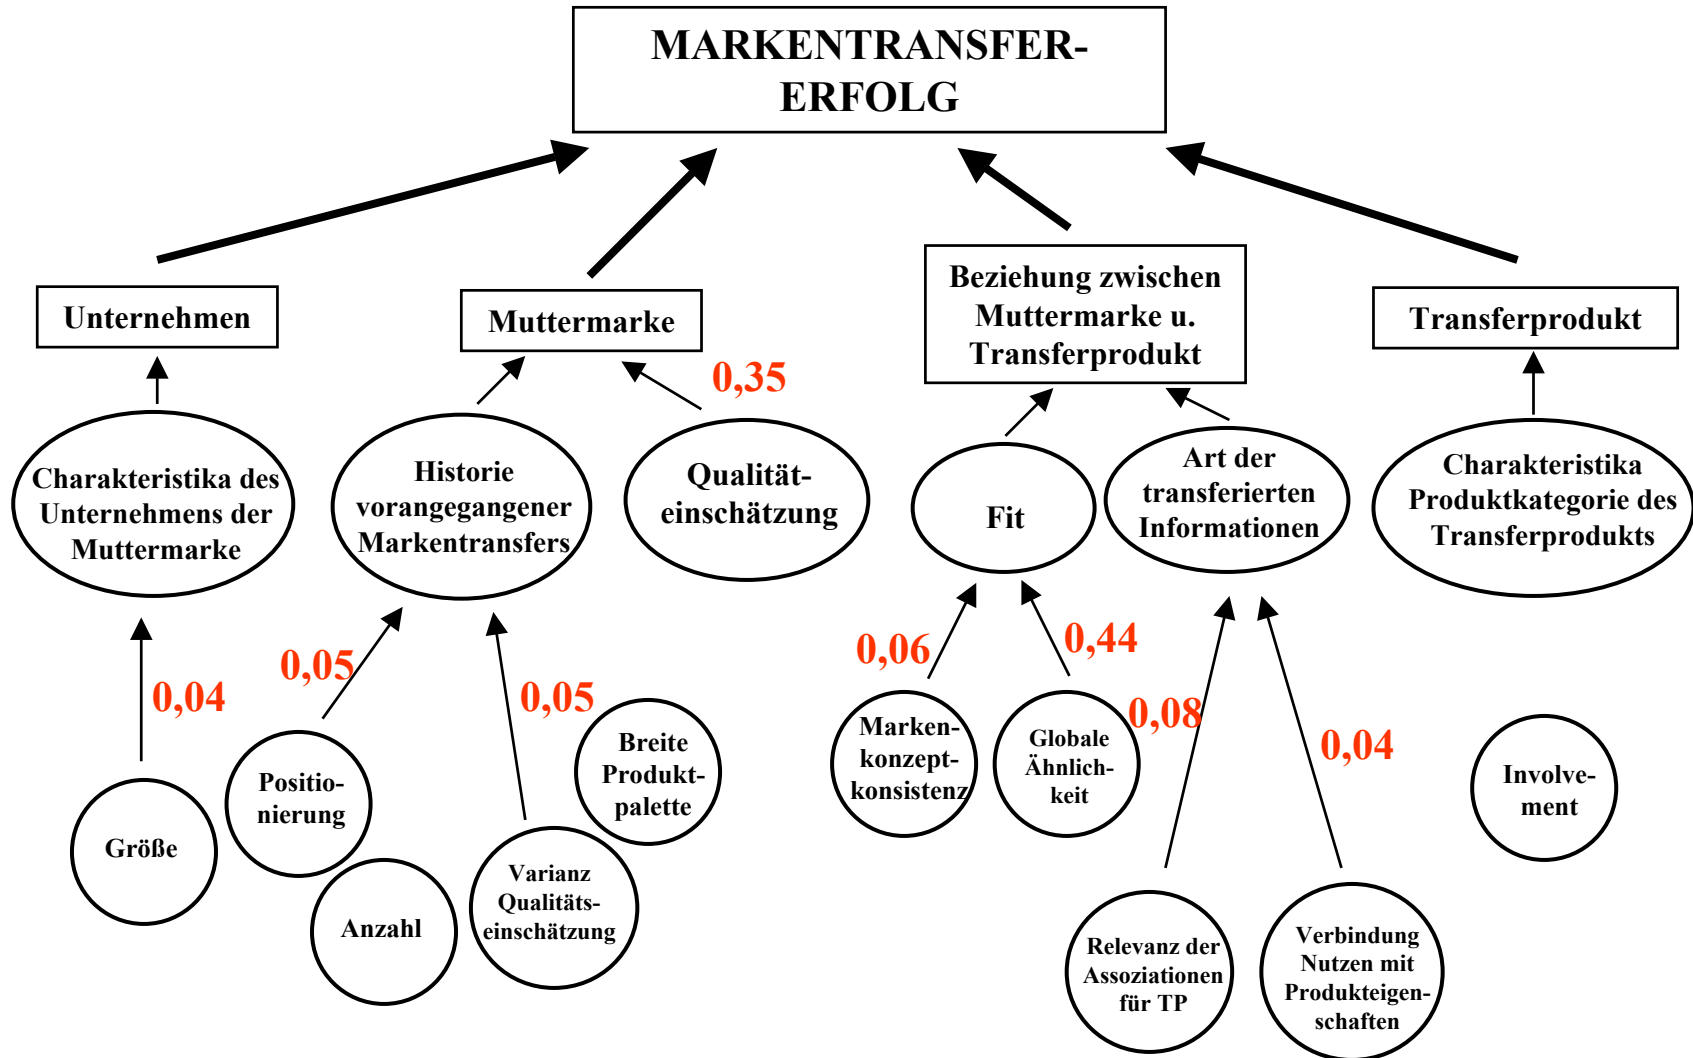 MARKENTRANSFER-
ERFOLG
Unternehmen
Muttermarke
Beziehung zwischen
Muttermarke u.
Transferprodukt
Transferprodukt
0,35
Charakteristika des
Unternehmens der
Muttermarke
Historie
vorangegangener
Markentransfers
Qualität-
einschätzung
Fit
Art der
transferierten
Informationen
Charakteristika
Produktkategorie des
Transferprodukts
0,04
0,05
0,05
0,06
0,44
0,08
0,04
Größe
Positio-
nierung
Anzahl
Varianz
Qualitäts-
einschätzung
Breite
Produkt-
palette
Marken-
konzept-
konsistenz
Globale
Ähnlich-
keit
Relevanz der
Assoziationen
für TP
Verbindung
Nutzen mit
Produkteigen-
schaften
Involve-
ment